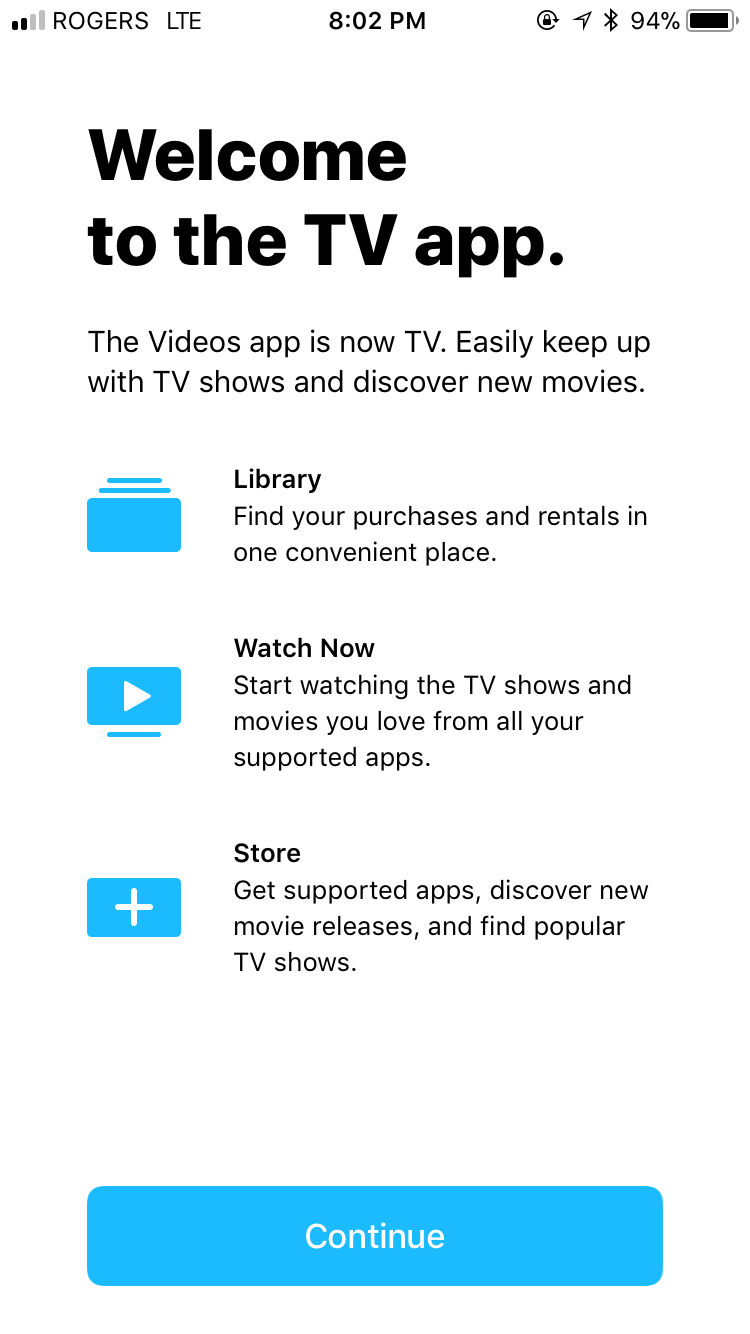 ROGERS LTE 8:02 PM 94%
Welcome
to the TV app.
The Videos app is now TV. Easily keep up
with TV shows and discover new movies.
Library
Find your purchases and rentals in
one convenient place.
Watch Now
Start watching the TV shows and
movies you love from all your
supported apps.
Store
Get supported apps, discover new
movie releases, and find popular
TV shows.
Continue